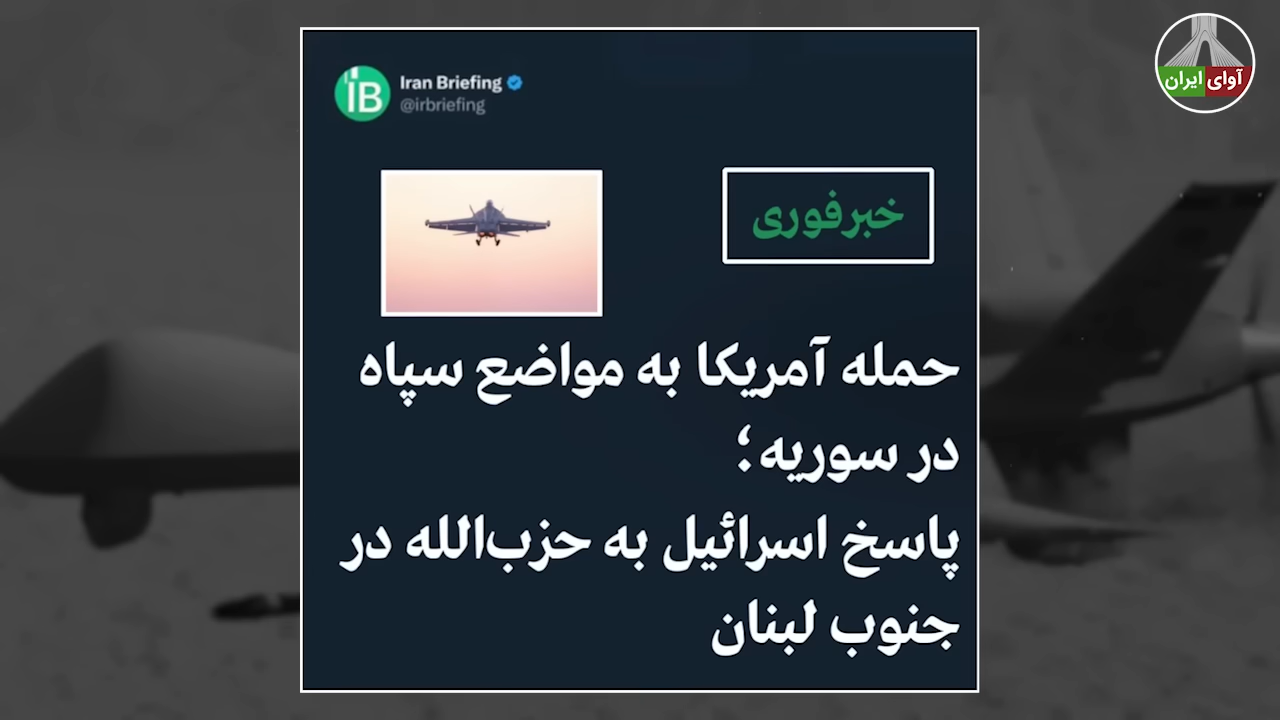 Iran Briefing
@irbriefing
IB
آوای ایران
خبرفوری
حمله آمریکا به مواضع سپاه
در سوریه؛
پاسخ اسرائیل به حزب‌الله در
جنوب لبنان